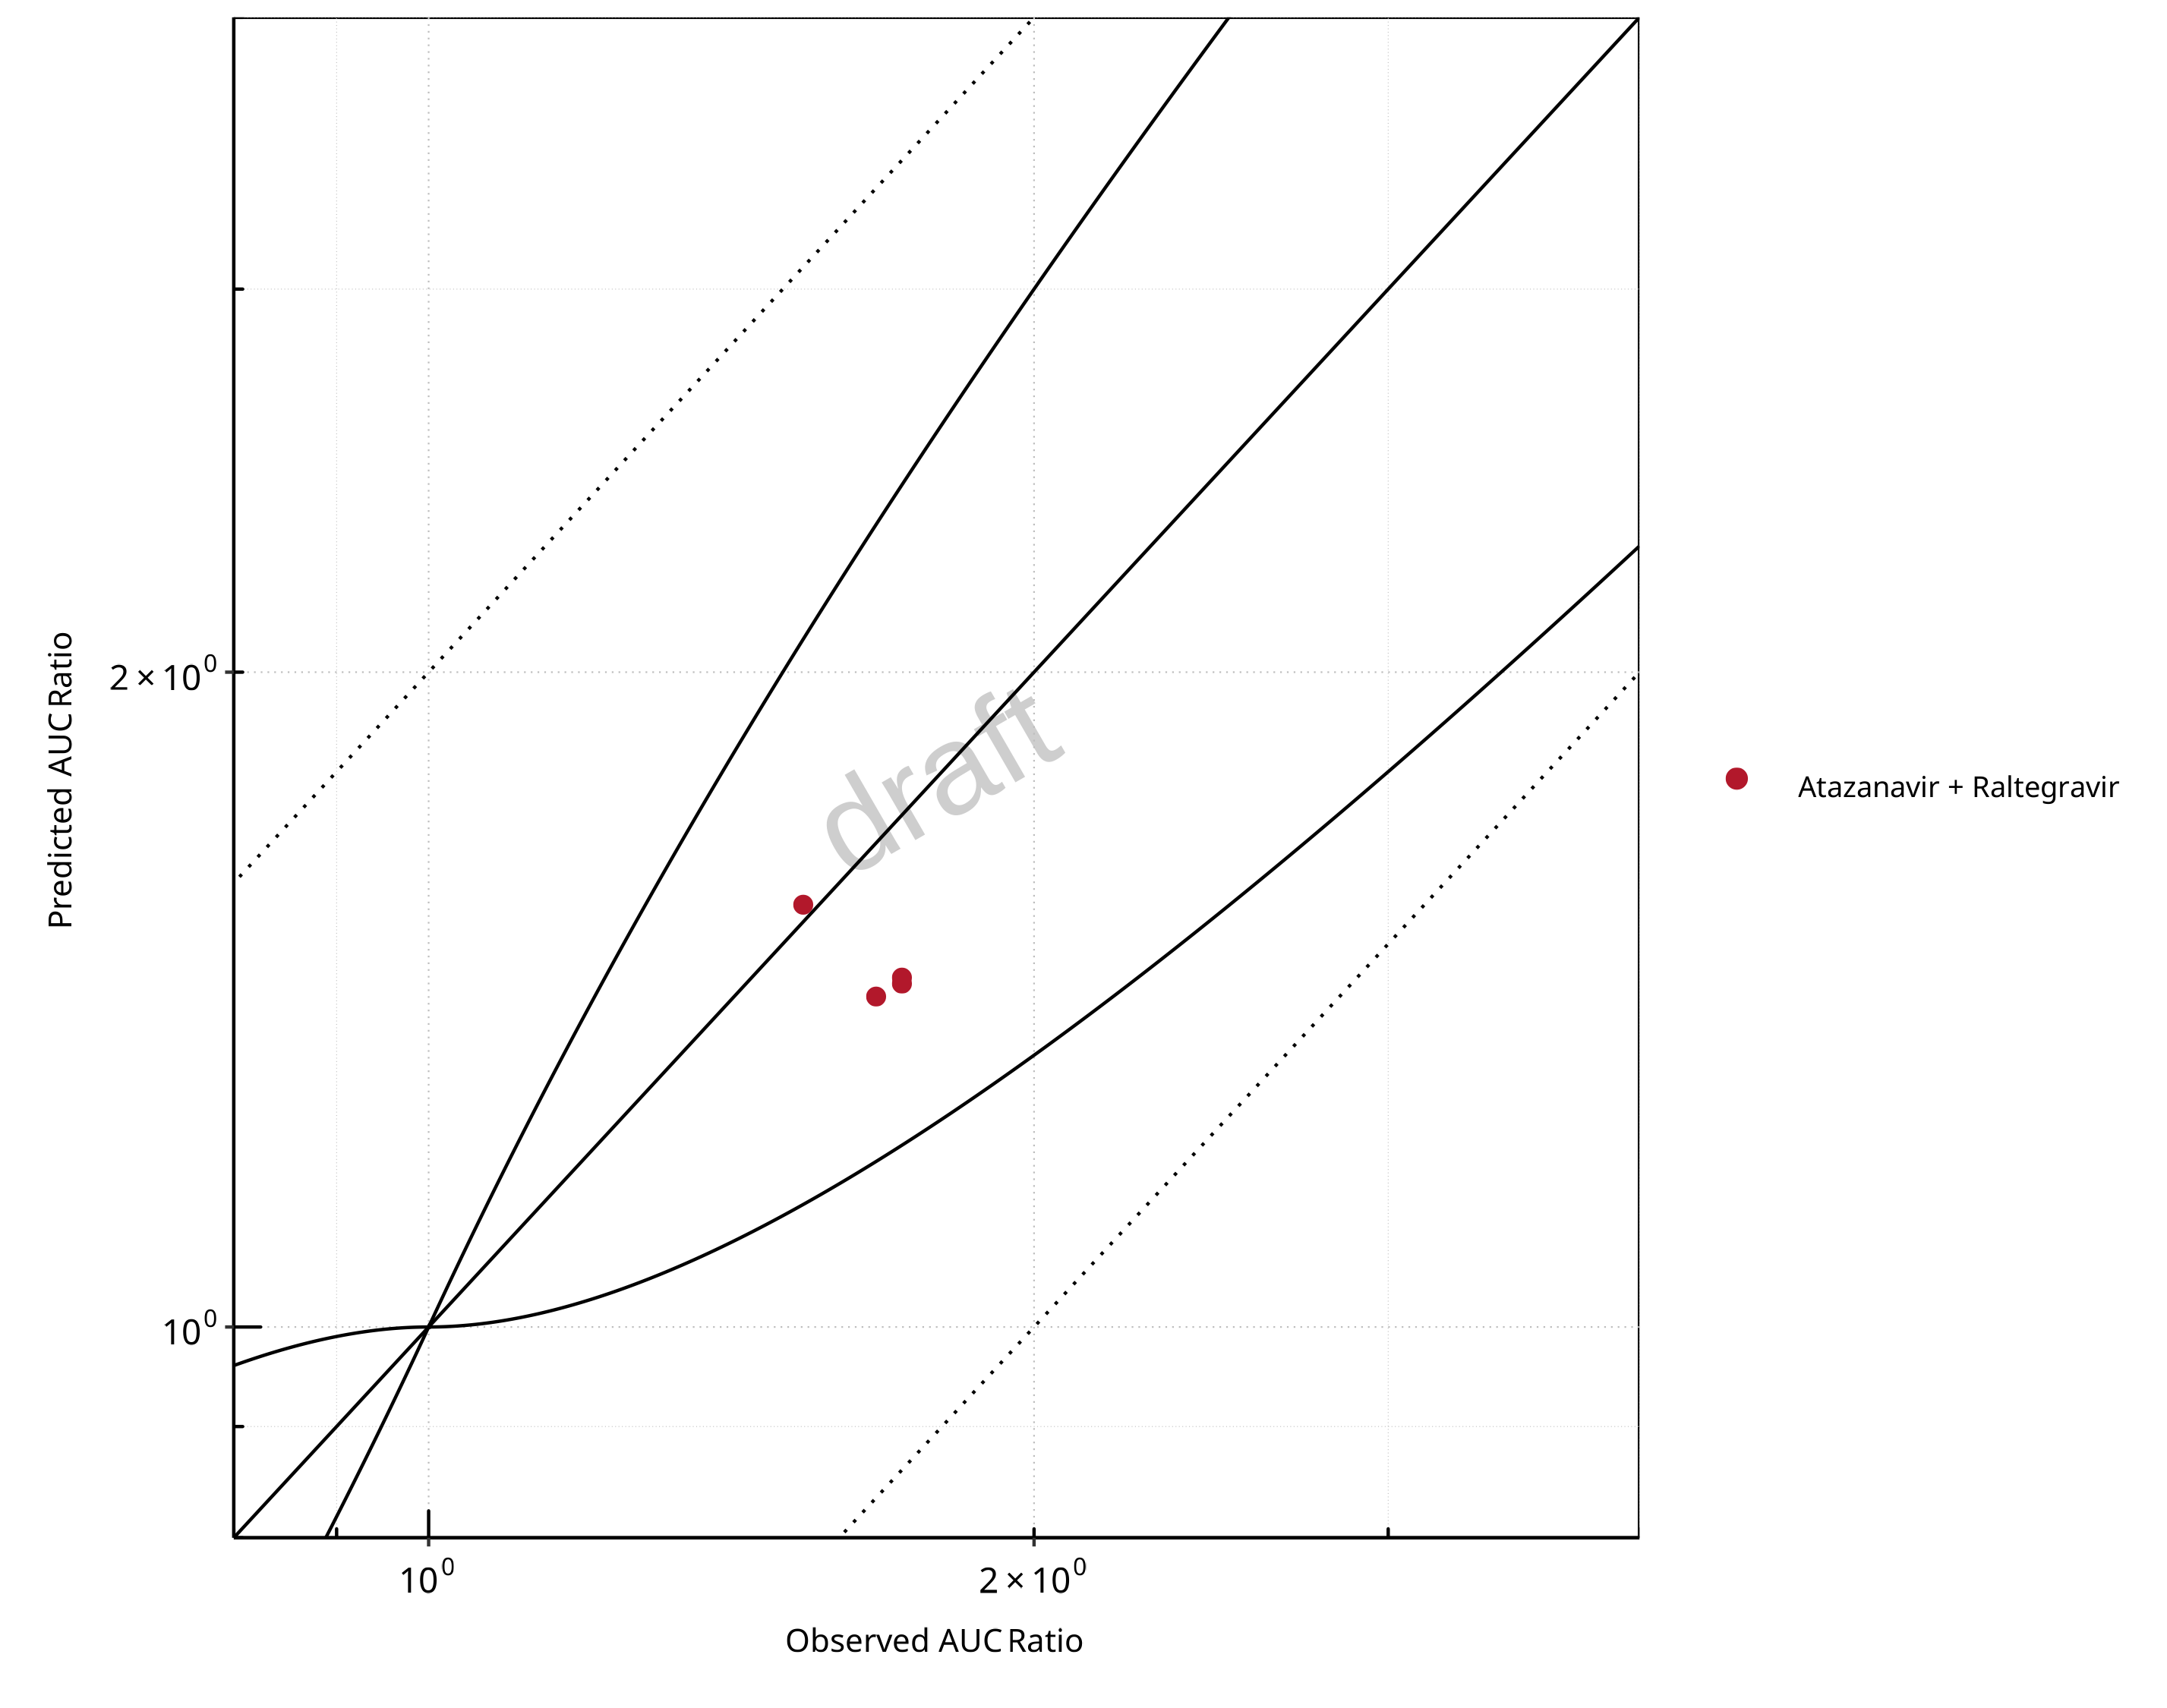 Predicted AUC Ratio
2 × 10⁰
10⁰
draft
Atazanavir + Raltegravir
10⁰
2 × 10⁰
Observed AUC Ratio